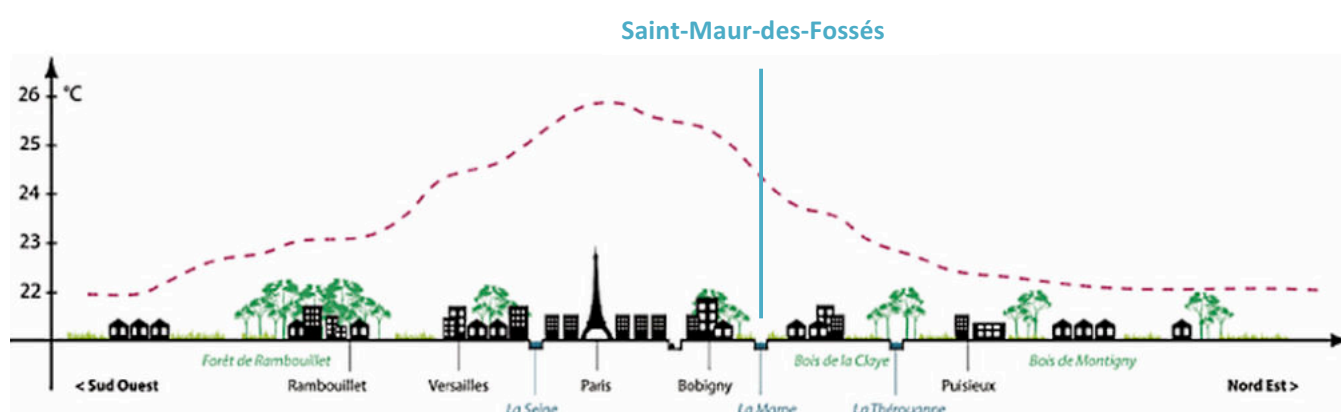 Saint-Maur-des-Fossés
26 °C
25
24
23
22
Forêt de Rambouillet
Bois de la Claye
Bois de Montigny
< Sud Ouest
Rambouillet
Versailles
Paris
Bobigny
Puisieux
Nord Est >
La Seine
La Marne
La Thérouanne